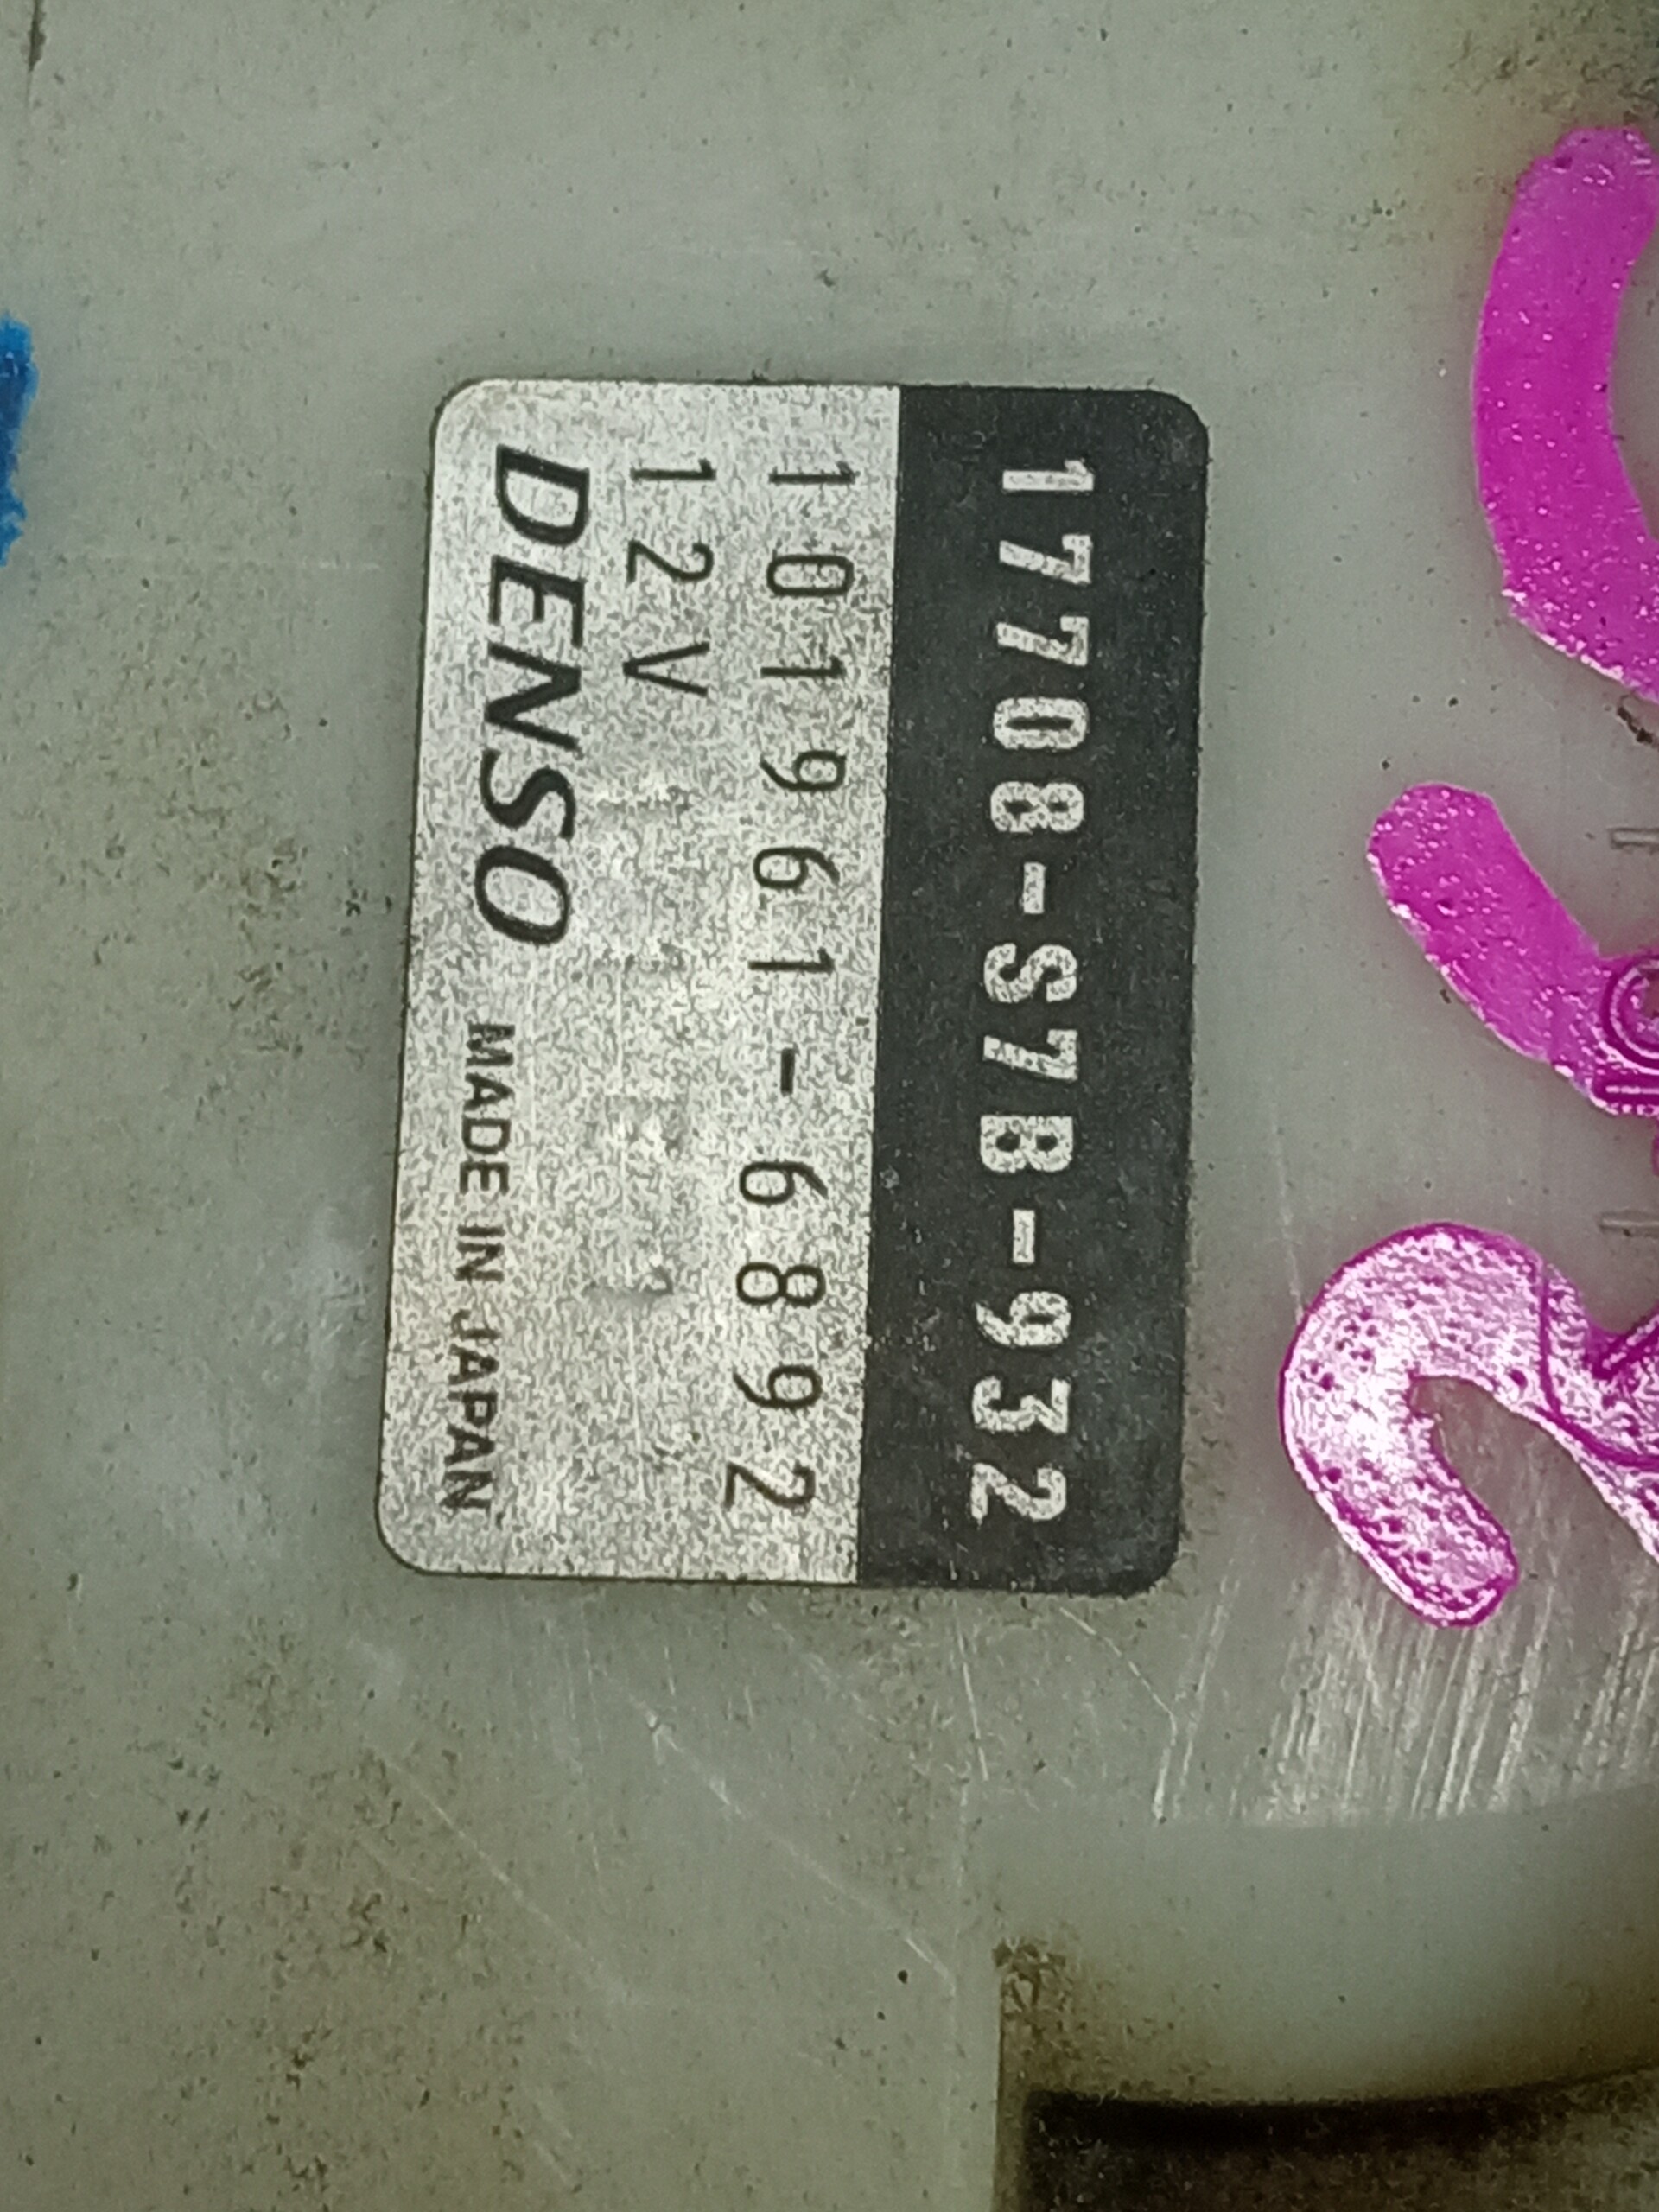 17708-S7B-932
101961-6892
12V
DENSO MADE IN JAPAN